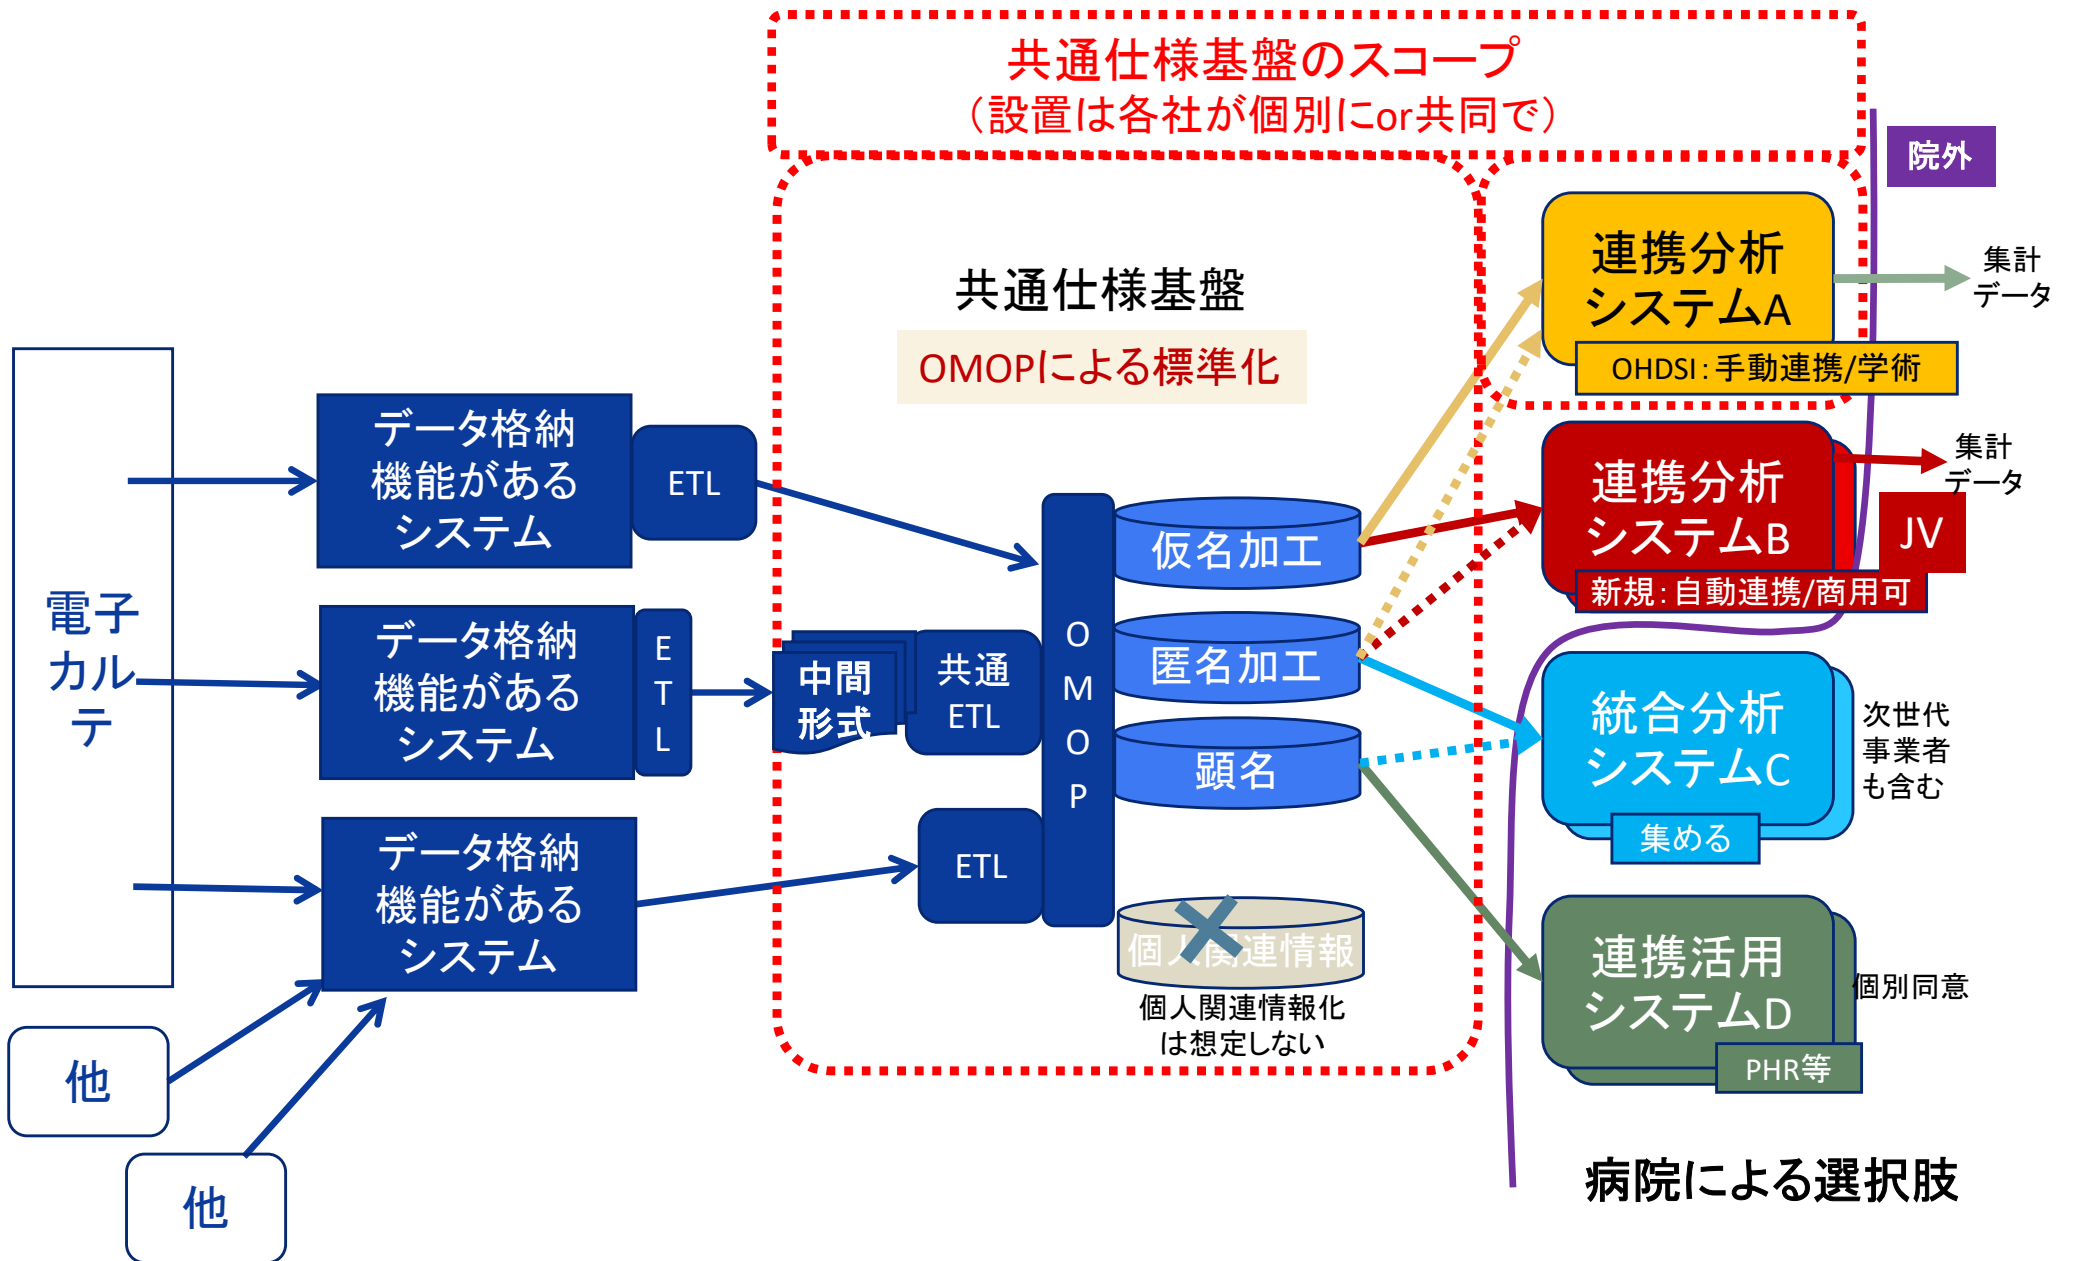 共通仕様基盤のスコープ
（設置は各社が個別にor共同で）
院外
共通仕様基盤
OMOPによる標準化
電子
カル
テ
他
他
データ格納
機能がある
システム
ETL
データ格納
機能がある
システム
E
T
L
データ格納
機能がある
システム
中間
形式
共通
ETL
ETL
O
M
O
P
仮名加工
匿名加工
顕名
個人関連情報
個人関連情報化
は想定しない
連携分析
システムA
OHDSI：手動連携/学術
集計
データ
連携分析
システムB
新規：自動連携/商用可
集計
データ
JV
統合分析
システムC
集める
次世代
事業者
も含む
連携活用
システムD
PHR等
個別同意
病院による選択肢